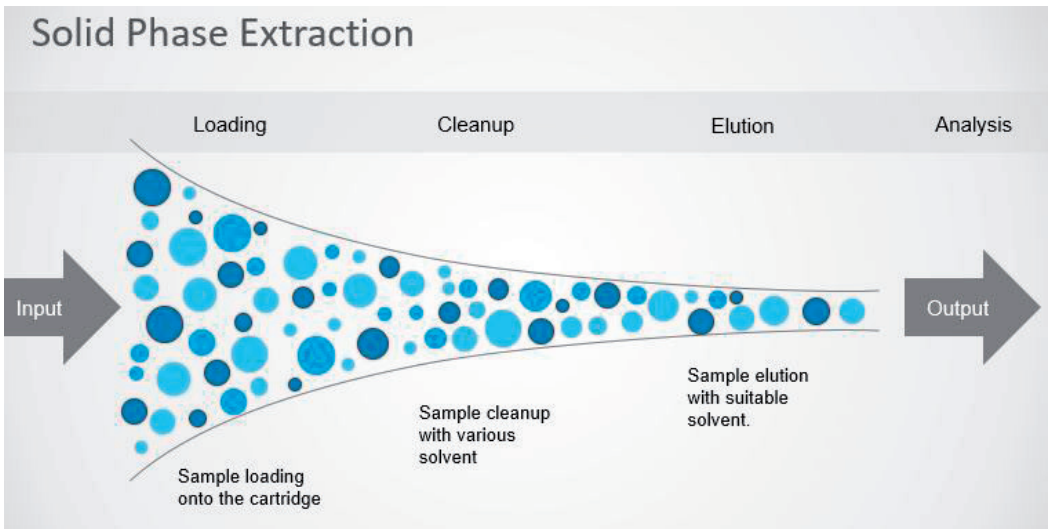 Solid Phase Extraction
Loading
Cleanup
Elution
Analysis
Input
Output
Sample loading
onto the cartridge
Sample cleanup
with various
solvent
Sample elution
with suitable
solvent.